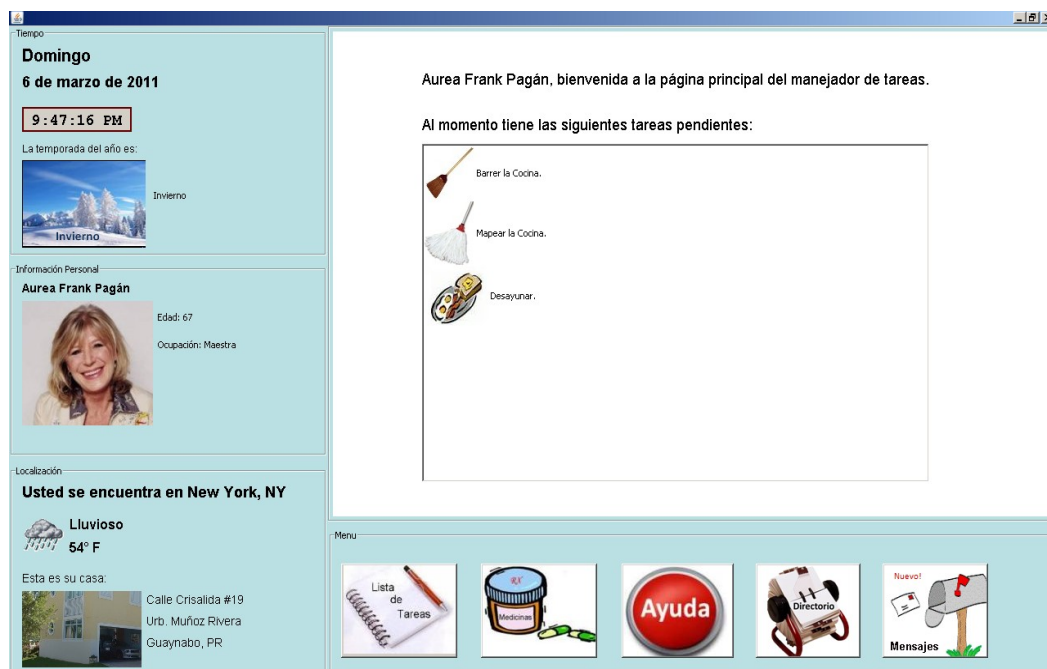 Tiempo
Domingo
6 de marzo de 2011
9:47:16 PM
La temporada del año es:
Invierno
Invierno
Información Personal
Aurea Frank Pagán
Edad: 67
Ocupación: Maestra
Localización
Usted se encuentra en New York, NY
Lluvioso
54° F
Esta es su casa:
Calle Crisalida #19
Urb. Muñoz Rivera
Guaynabo, PR
Aurea Frank Pagán, bienvenida a la página principal del manejador de tareas.
Al momento tiene las siguientes tareas pendientes:
Barrer la Cocina.
Mapear la Cocina.
Desayunar.
Menu
Lista
de
Tareas
RX
Medicinas
Ayuda
Directorio
Nuevo!
Mensajes